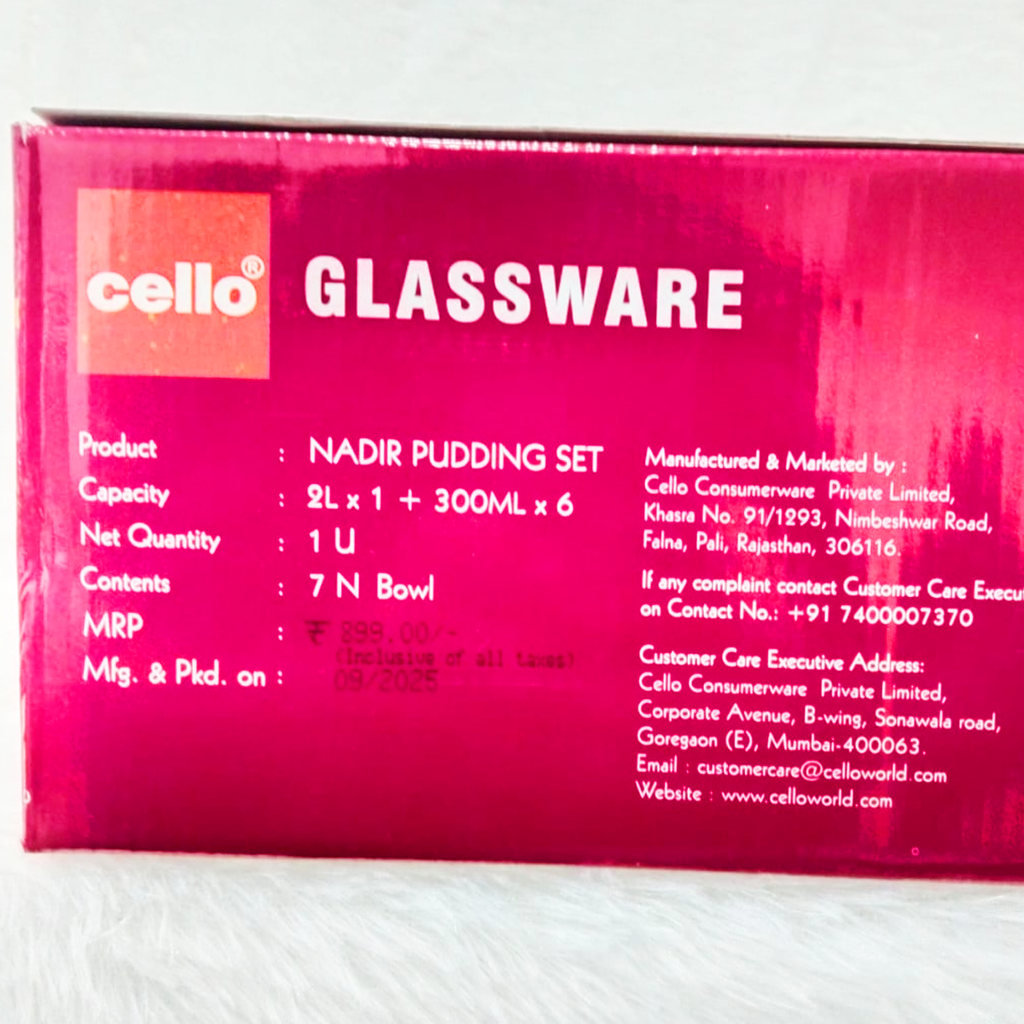 cello®
GLASSWARE
Product : NADIR PUDDING SET
Capacity : 2L x 1 + 300ML x 6
Net Quantity : 1 U
Contents : 7 N Bowl
MRP : ₹ 899.00/-
(Inclusive of all taxes)
Mfg. & Pkd. on : 09/2025
Manufactured & Marketed by :
Cello Consumerware Private Limited,
Khasra No. 91/1293, Nimbeshwar Road,
Falna, Pali, Rajasthan, 306116.
If any complaint contact Customer Care Execu
on Contact No.: +91 7400007370
Customer Care Executive Address:
Cello Consumerware Private Limited,
Corporate Avenue, B-wing, Sonawala road,
Goregaon (E), Mumbai-400063.
Email : customercare@celloworld.com
Website : www.celloworld.com